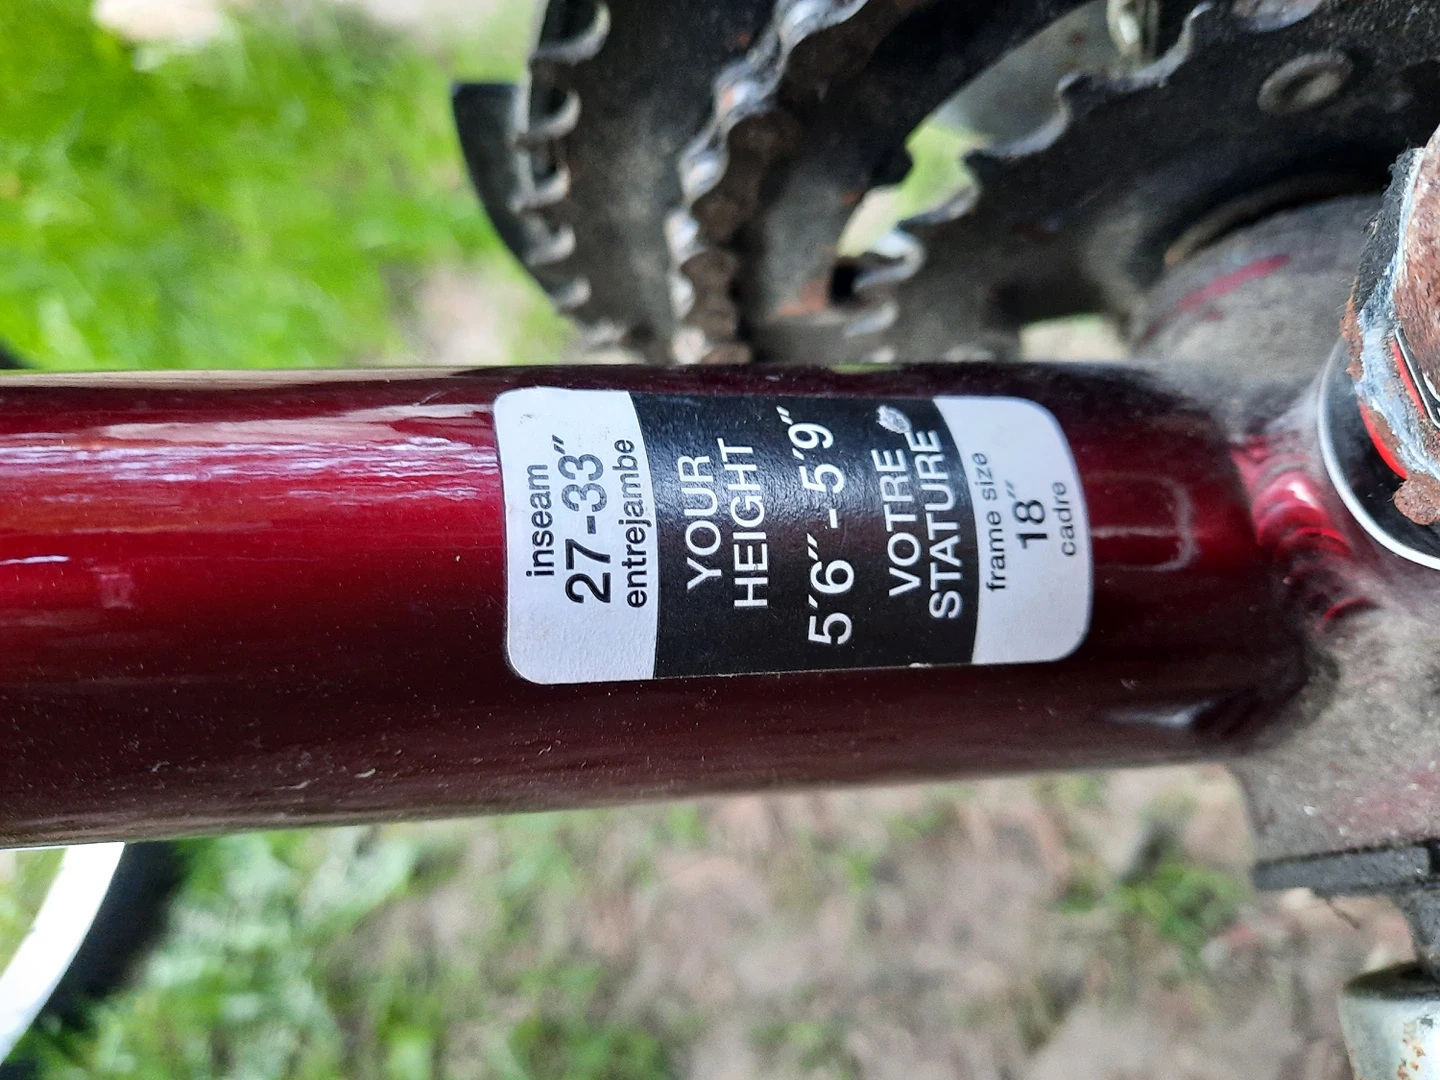 inseam
27-33″
entrejambe
YOUR
HEIGHT
5′6″-5′9″
VOTRE
STATURE
frame size
18″
cadre